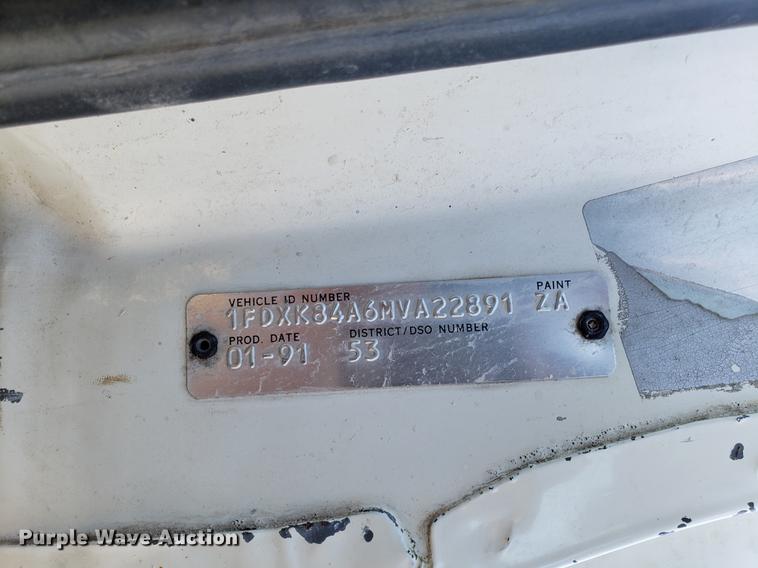 VEHICLE ID NUMBER PAINT
1FDXK84A6MVA22891 ZA
PROD. DATE DISTRICT/DSO NUMBER
01-91 53
Purple Wave Auction